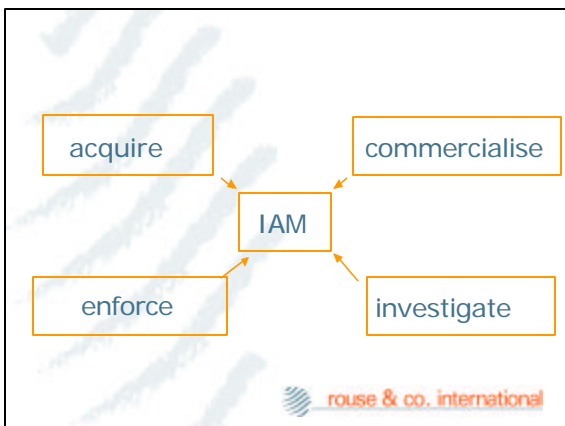 acquire
commercialise
IAM
enforce
investigate
rouse & co. international